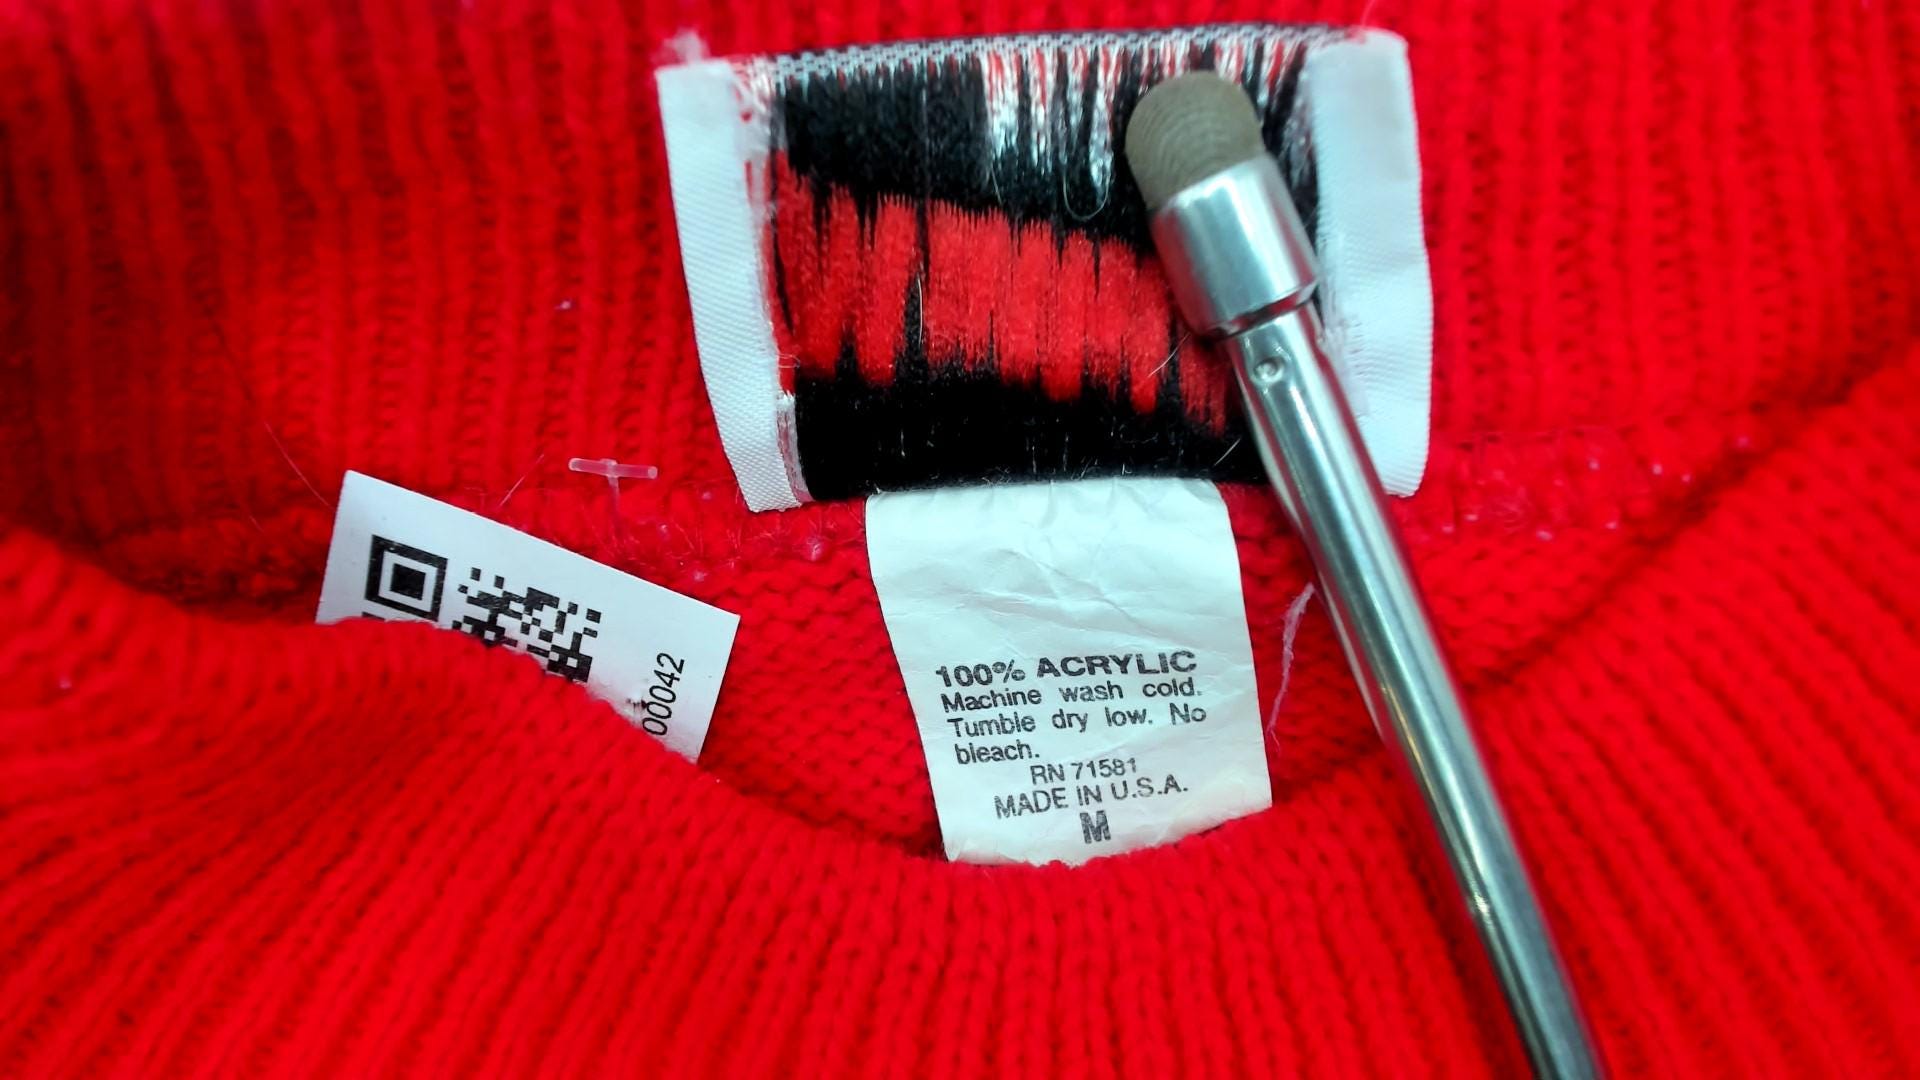 00042
100% ACRYLIC
Machine wash cold.
Tumble dry low. No
bleach.
RN 71581
MADE IN U.S.A.
M